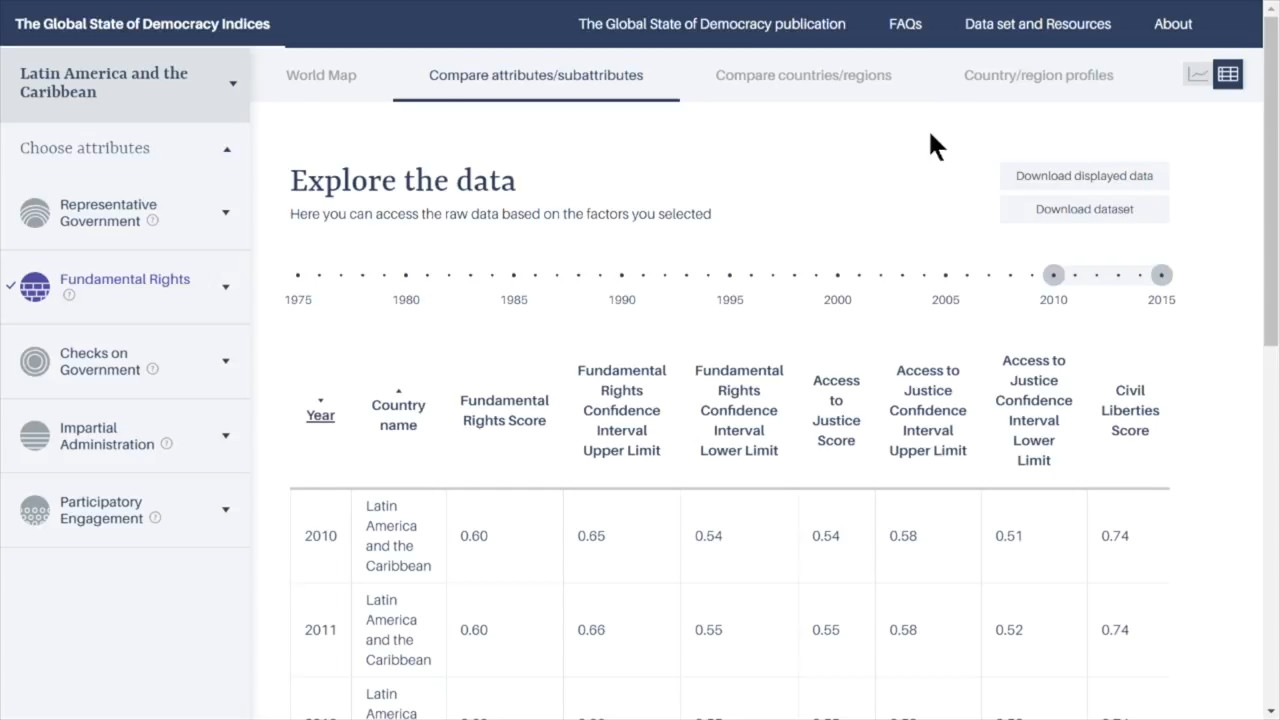 The Global State of Democracy Indices
The Global State of Democracy publication
FAQs
Data set and Resources
About
Latin America and the
Caribbean
World Map
Compare attributes/subattributes
Compare countries/regions
Country/region profiles
Choose attributes
Representative
Government
Fundamental Rights
Checks on
Government
Impartial
Administration
Participatory
Engagement
Explore the data
Here you can access the raw data based on the factors you selected
Download displayed data
Download dataset
1975
1980
1985
1990
1995
2000
2005
2010
2015
Year
Country
name
Fundamental
Rights Score
Fundamental
Rights
Confidence
Interval
Upper Limit
Fundamental
Rights
Confidence
Interval
Lower Limit
Access
to
Justice
Score
Access to
Justice
Confidence
Interval
Upper Limit
Access to
Justice
Confidence
Interval
Lower
Limit
Civil
Liberties
Score
2010
Latin
America
and the
Caribbean
0.60
0.65
0.54
0.54
0.58
0.51
0.74
2011
Latin
America
and the
Caribbean
0.60
0.66
0.55
0.55
0.58
0.52
0.74
Latin
America